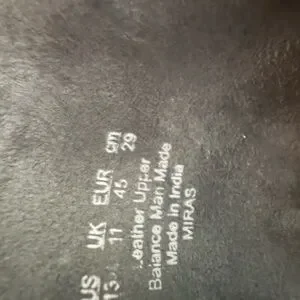 US UK EUR cm
13 11 45 29
Leather Upper
Balance Man Made
Made in India
MIRAS